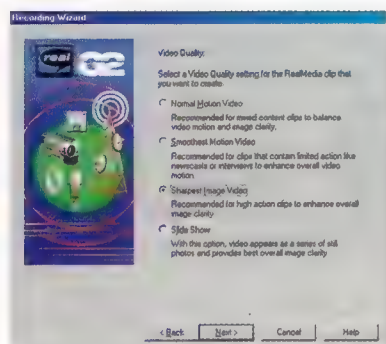 Recording Wizard
real
G2
Video Quality:
Select a Video Quality setting for the RealMedia clip that
you want to create.
Normal Motion Video
Recommended for mixed content clips to balance
video motion and image clarity.
Smoothest Motion Video
Recommended for clips that contain limited action like
newscasts or interviews to enhance overall video
motion.
Sharpest Image Video
Recommended for high action clips to enhance overall
image clarity
Slide Show
With this option, video appears as a series of still
photos and provides best overall image clarity
< Back
Next >
Cancel
Help